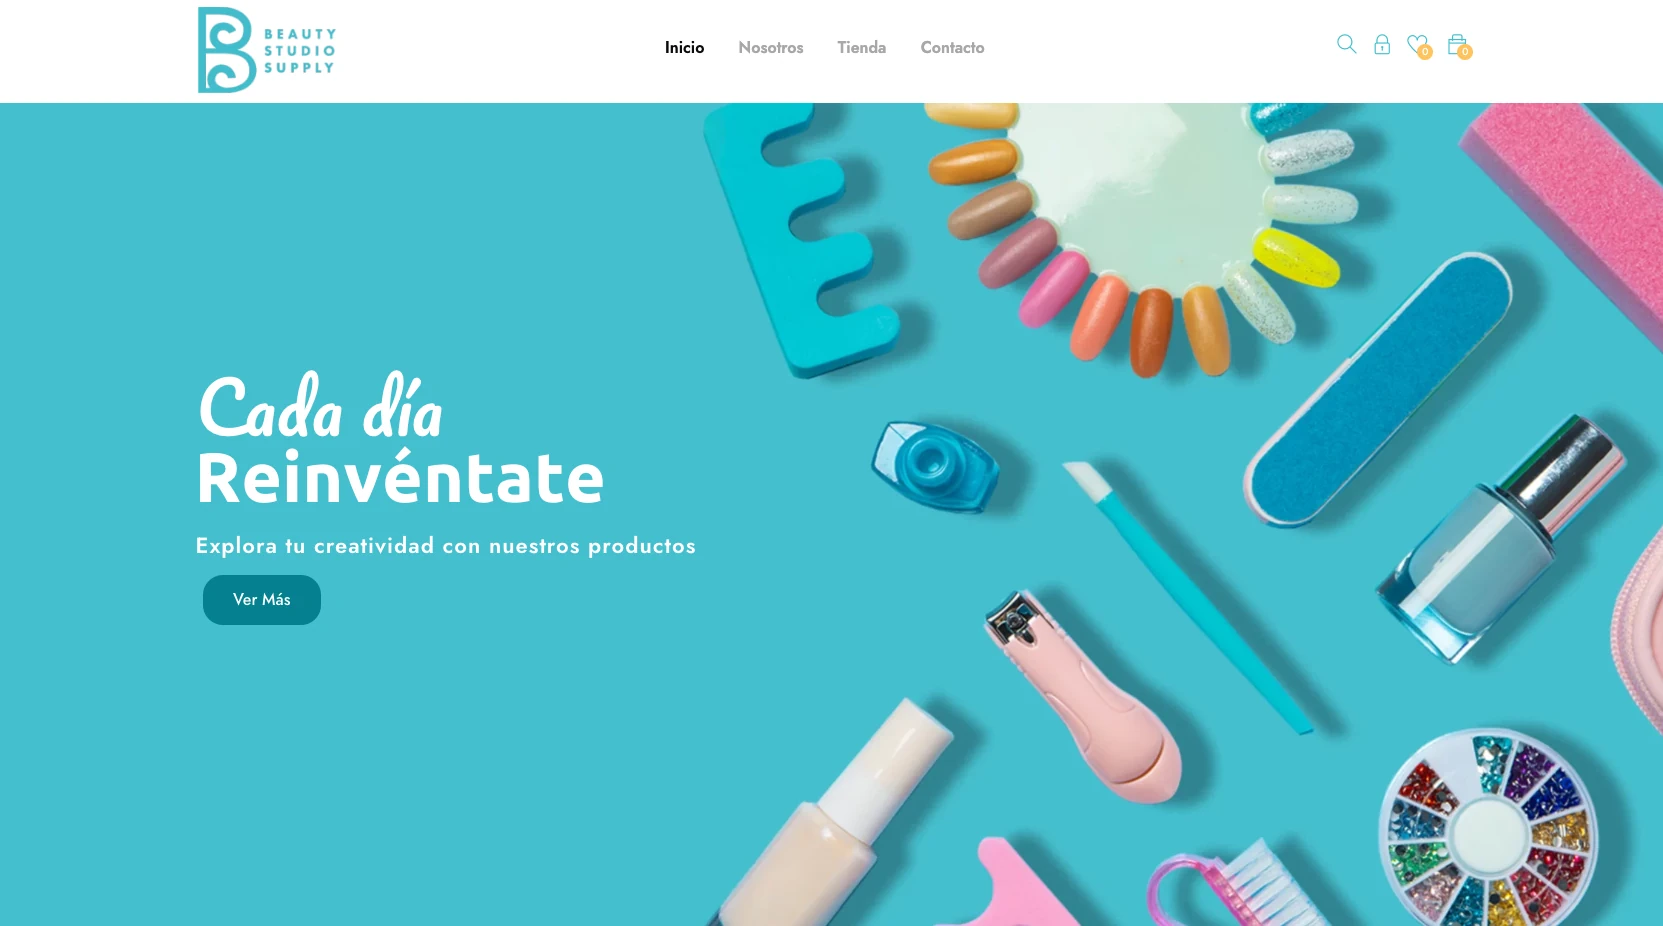 BEAUTY
STUDIO
SUPPLY
Inicio Nosotros Tienda Contacto
0 0
Cada día
Reinvéntate
Explora tu creatividad con nuestros productos
Ver Más